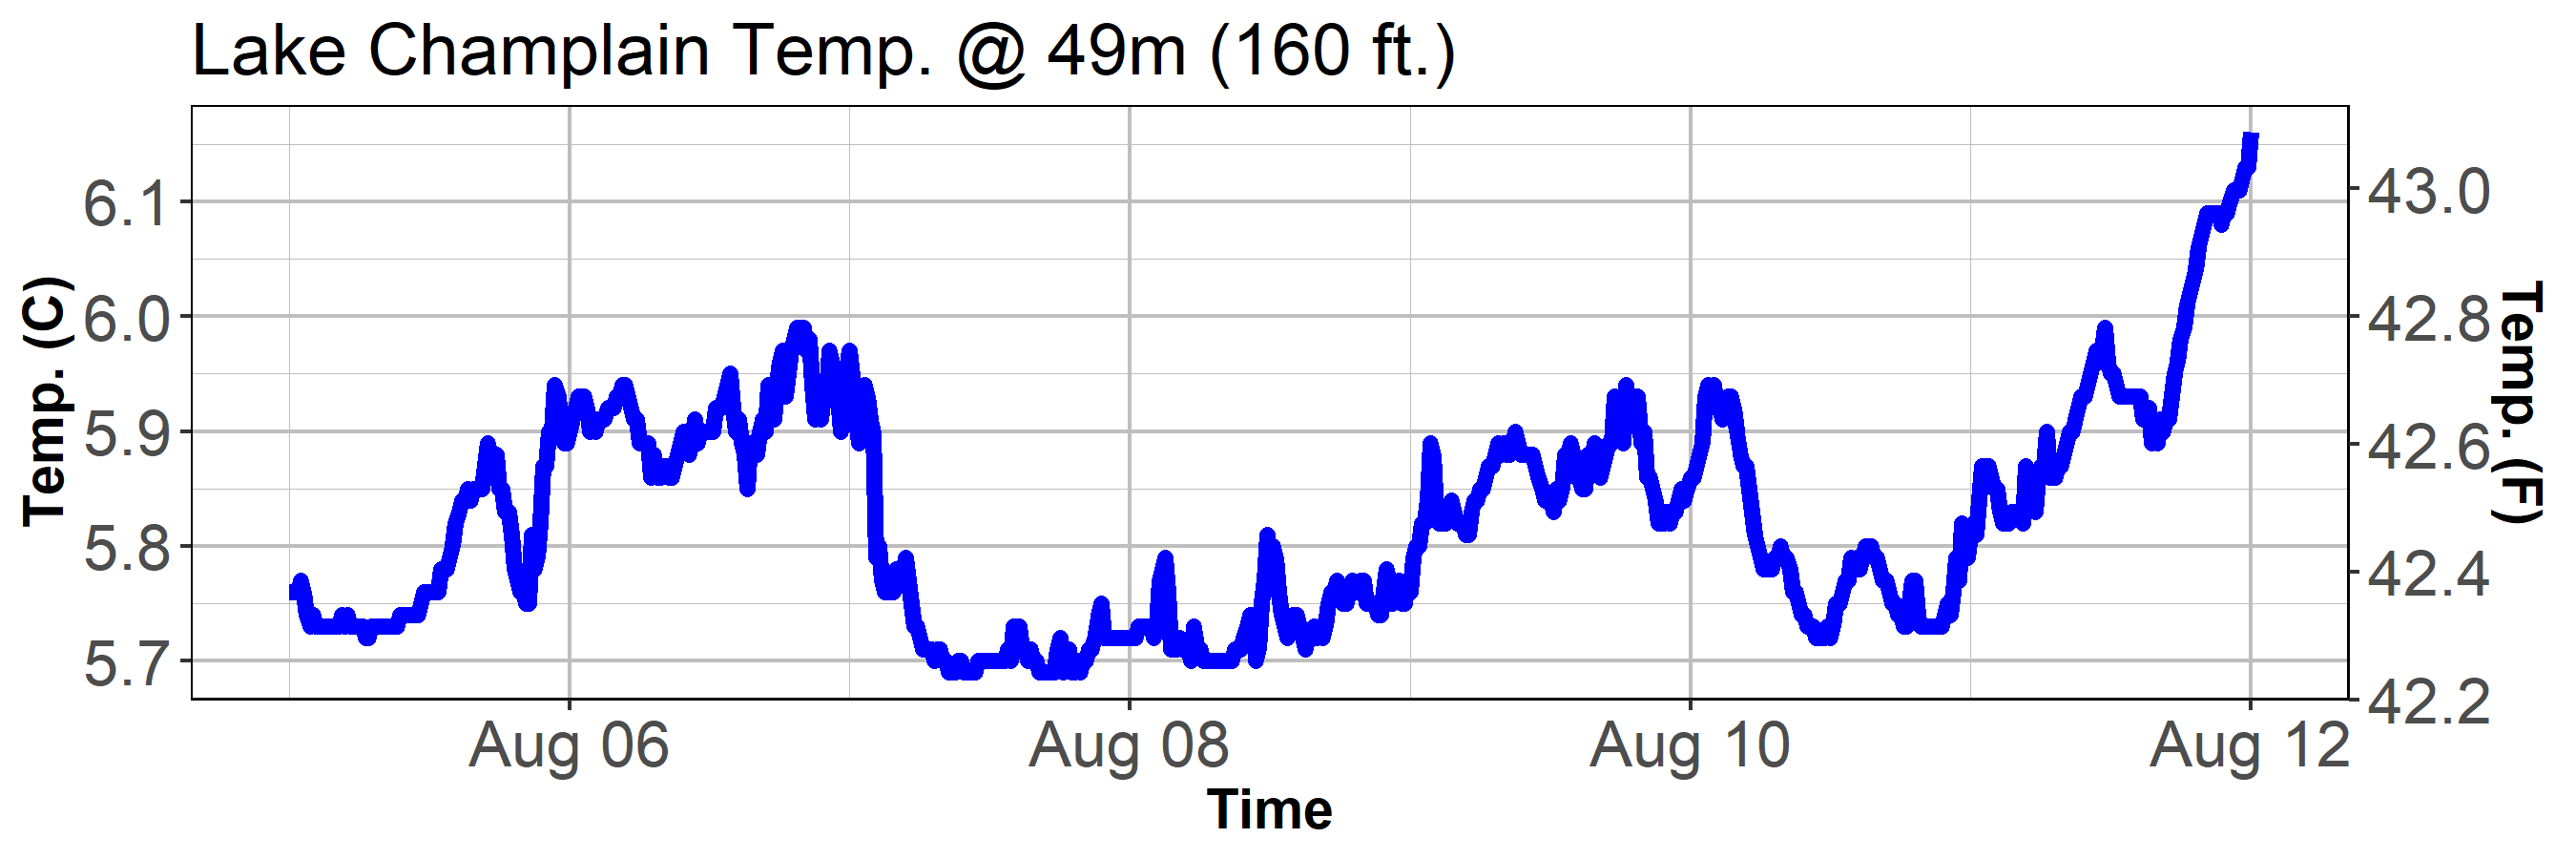 Lake Champlain Temp. @ 49m (160 ft.)
Temp. (C)
6.1
6.0
5.9
5.8
5.7
43.0
42.8
42.6
42.4
42.2
Temp. (F)
Aug 06 Aug 08 Aug 10 Aug 12
Time